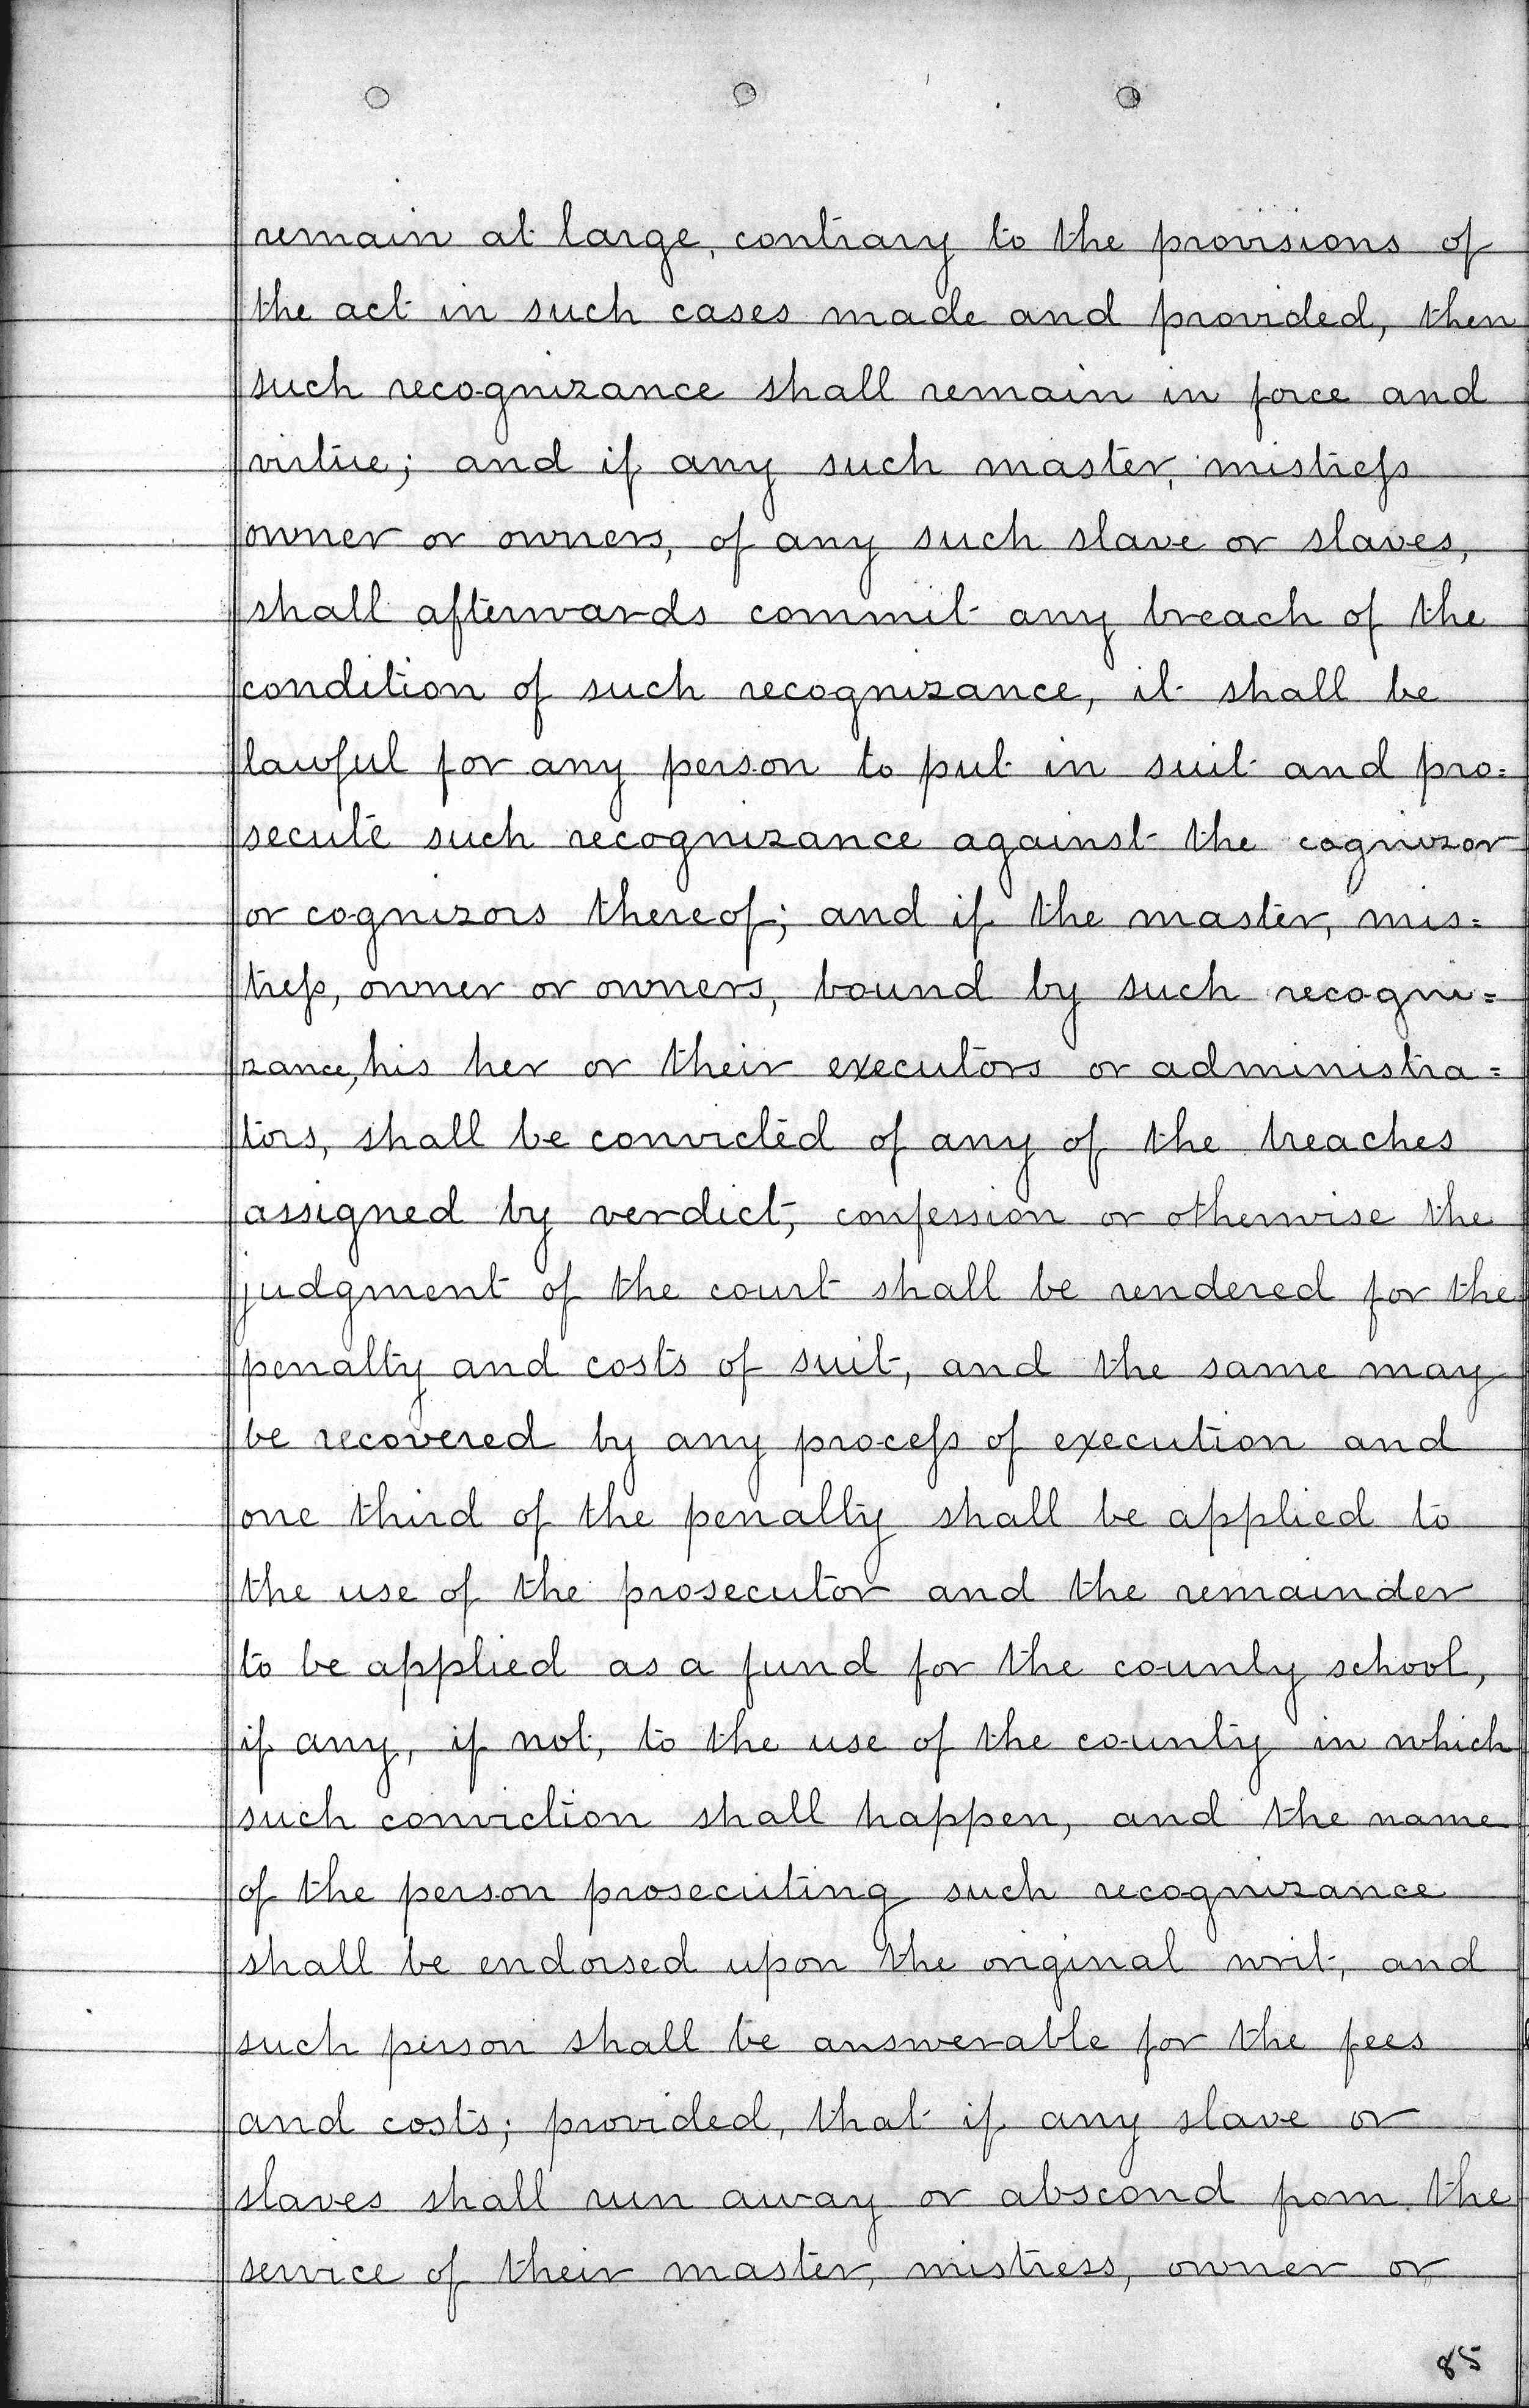 remain at large, contrary to the provisions of
the act in such cases made and provided, then
such recognizance shall remain in force and
virtue; and if any such master, mistreſs
owner or owners, of any such slave or slaves,
shall afterwards commit any breach of the
condition of such recognizance, it shall be
lawful for any person to put in suit and pro=
secute such recognizance against the cognizor
or cognizors thereof; and if the master, mis=
treſs, owner or owners, bound by such recogni=
zance, his her or their executors or administra=
tors, shall be convicted of any of the breaches
assigned by verdict, confession or otherwise the
judgment of the court shall be rendered for the
penalty and costs of suit, and the same may
be recovered by any proceſs of execution and
one third of the penalty shall be applied to
the use of the prosecutor and the remainder
to be applied as a fund for the county school,
if any, if not, to the use of the county in which
such conviction shall happen, and the name
of the person prosecuting such recognizance
shall be endorsed upon the original writ, and
such person shall be answerable for the fees
and costs; provided, that if any slave or
slaves shall run away or abscond from the
service of their master, mistress, owner or
85